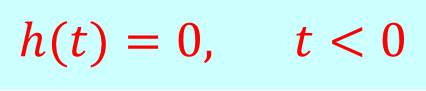 h(t) = 0, t < 0